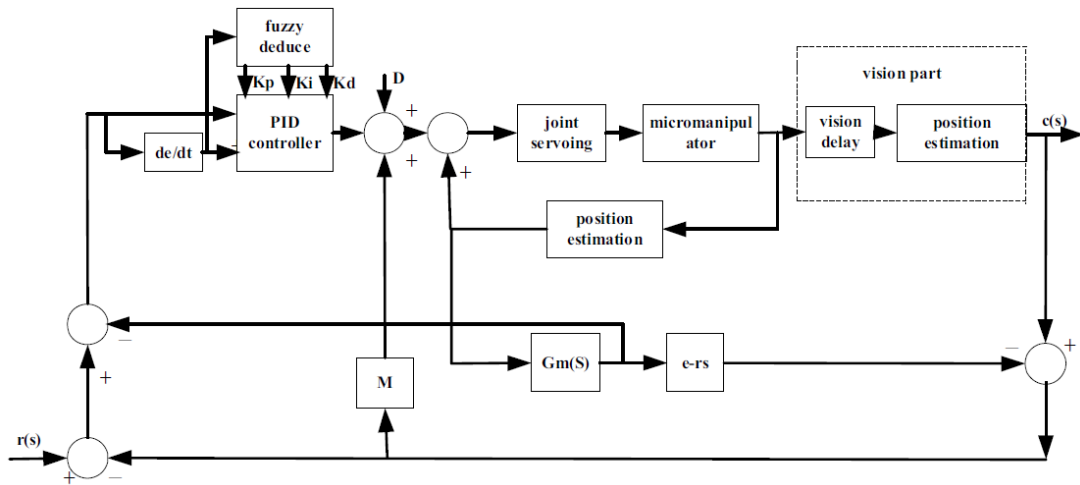 fuzzy
deduce
Kp
Ki
Kd
D
PID
controller
de/dt
-
+
+
+
joint
servoing
micromanipul
ator
vision part
vision
delay
position
estimation
c(s)
position
estimation
−
+
M
Gm(S)
e-rs
−
+
r(s)
+
−